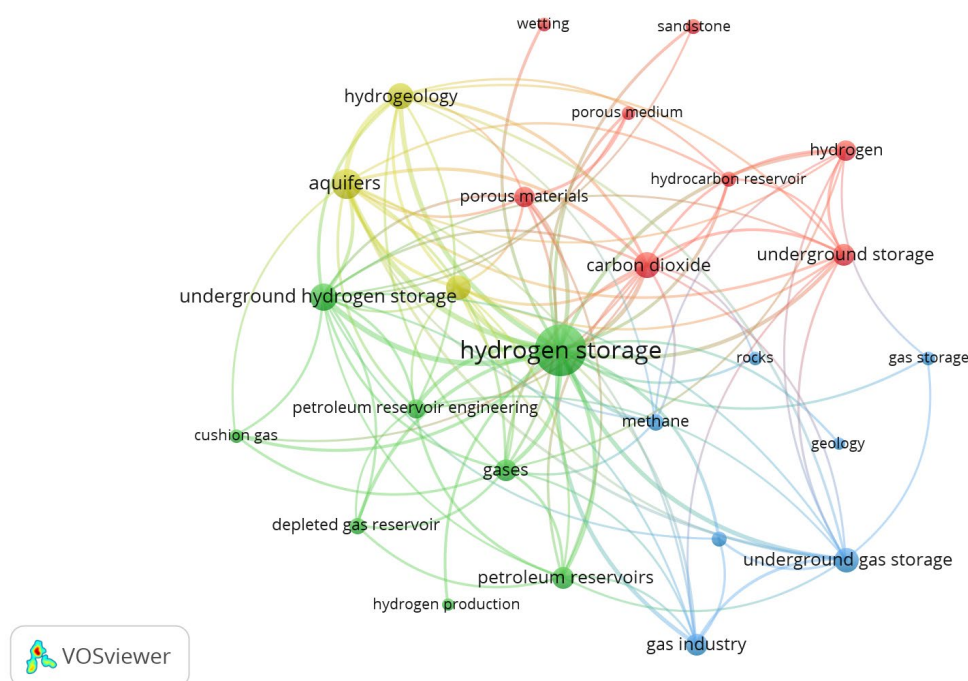 wetting
sandstone
hydrogeology
porous medium
hydrogen
hydrocarbon reservoir
aquifers
porous materials
underground storage
carbon dioxide
underground hydrogen storage
hydrogen storage
rocks
gas storage
petroleum reservoir engineering
methane
cushion gas
geology
gases
depleted gas reservoir
underground gas storage
petroleum reservoirs
hydrogen production
gas industry
VOSviewer